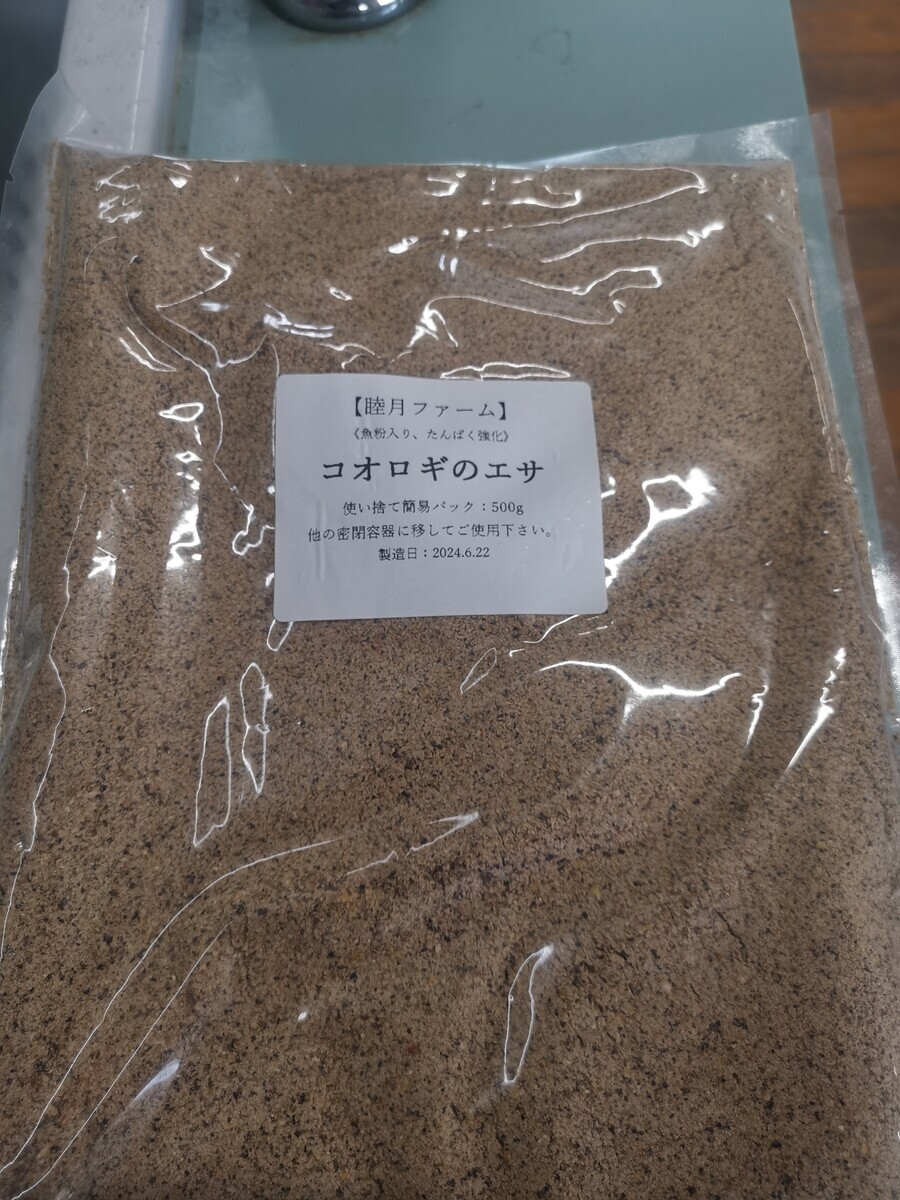 【睦月ファーム】
《魚粉入り、たんぱく強化》
コオロギのエサ
使い捨て簡易パック：500g
他の密閉容器に移してご使用下さい。
製造日：2024.6.22